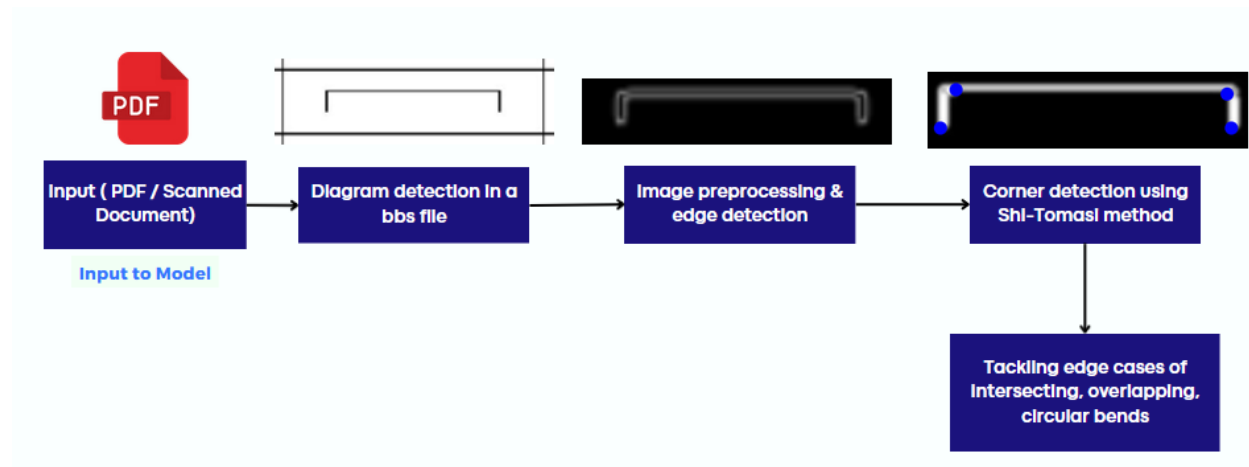 PDF
Input ( PDF / Scanned
Document)
Diagram detection in a
bbs file
Image preprocessing &
edge detection
Corner detection using
Shi-Tomasi method
Input to Model
Tackling edge cases of
intersecting, overlapping,
circular bends